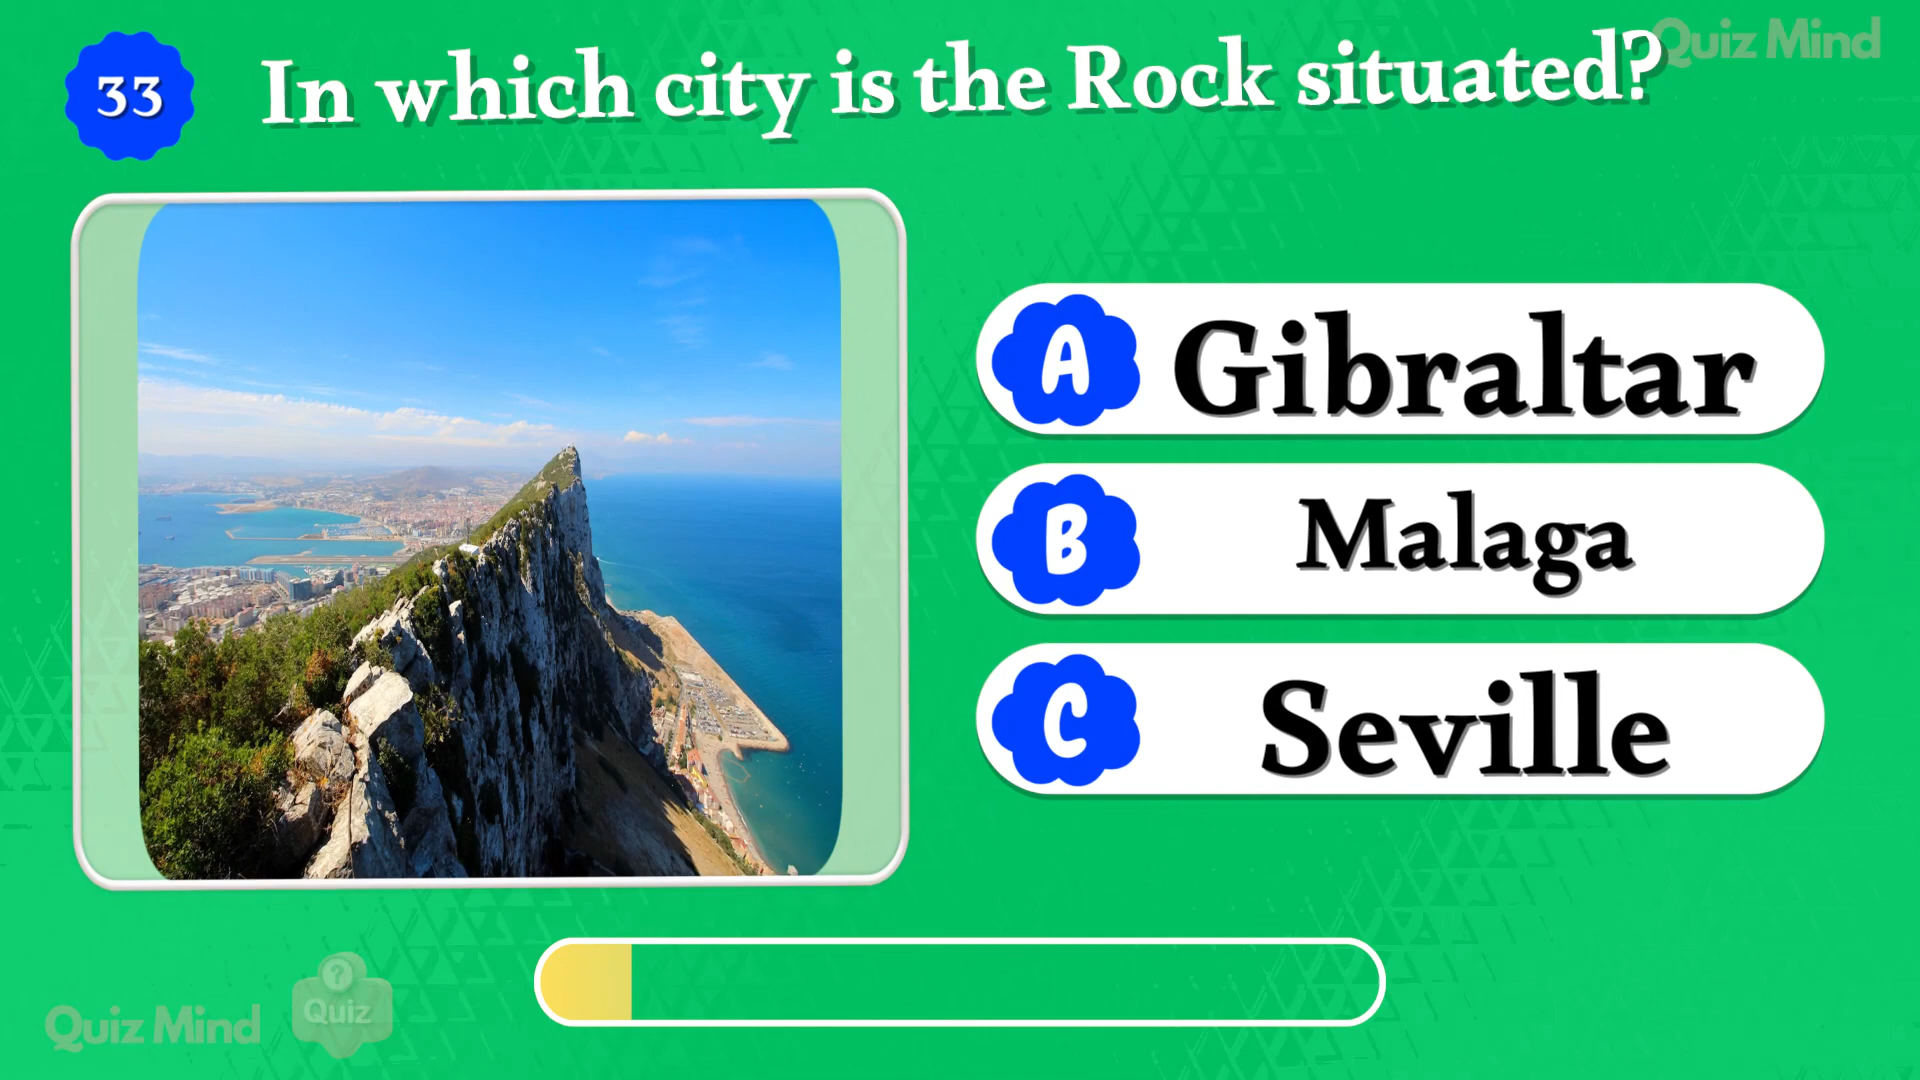 33
In which city is the Rock situated?
Quiz Mind
A Gibraltar
B Malaga
C Seville
Quiz Mind
?
Quiz